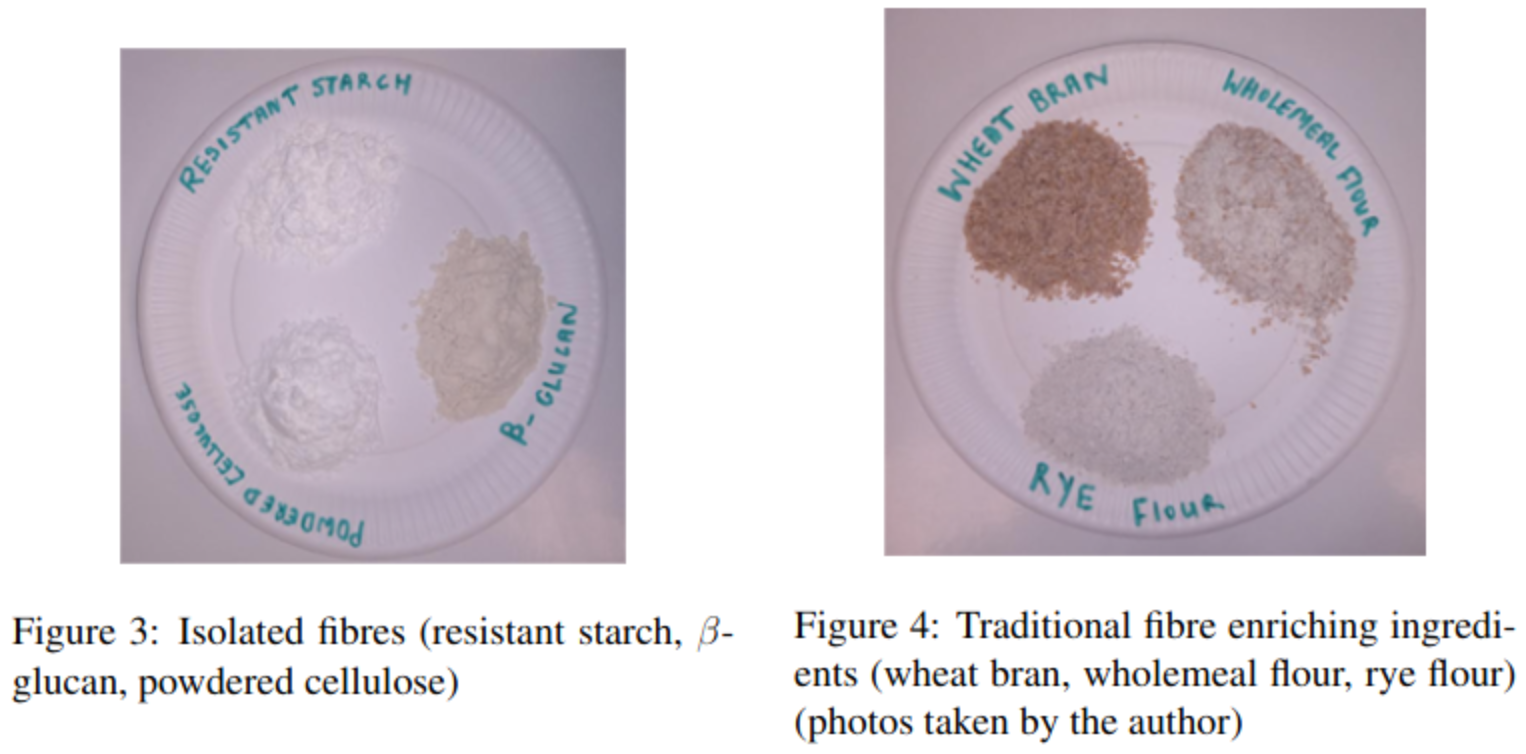 RESISTANT STARCH
β- GLUCAN
POWDERED CELLULOSE
WHEAT BRAN
WHOLEMEAL FLOUR
RYE FLOUR
Figure 3: Isolated fibres (resistant starch, β-
glucan, powdered cellulose)
Figure 4: Traditional fibre enriching ingredi-
ents (wheat bran, wholemeal flour, rye flour)
(photos taken by the author)